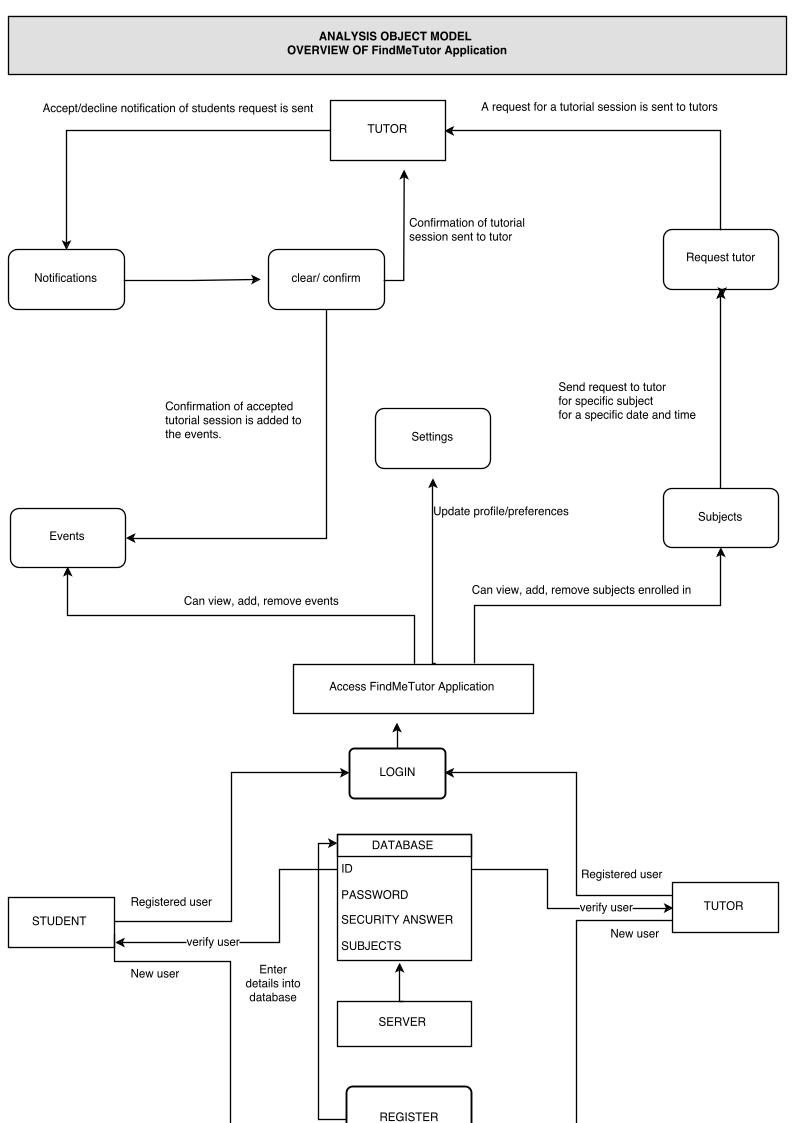 ANALYSIS OBJECT MODEL
OVERVIEW OF FindMeTutor Application
Accept/decline notification of students request is sent
TUTOR
A request for a tutorial session is sent to tutors
Confirmation of tutorial
session sent to tutor
Notifications
clear/ confirm
Request tutor
Confirmation of accepted
tutorial session is added to
the events.
Settings
Send request to tutor
for specific subject
for a specific date and time
Update profile/preferences
Events
Subjects
Can view, add, remove events
Can view, add, remove subjects enrolled in
Access FindMeTutor Application
LOGIN
DATABASE
ID
PASSWORD
SECURITY ANSWER
SUBJECTS
Registered user
STUDENT
verify user
New user
Registered user
verify user
TUTOR
New user
Enter
details into
database
SERVER
REGISTER